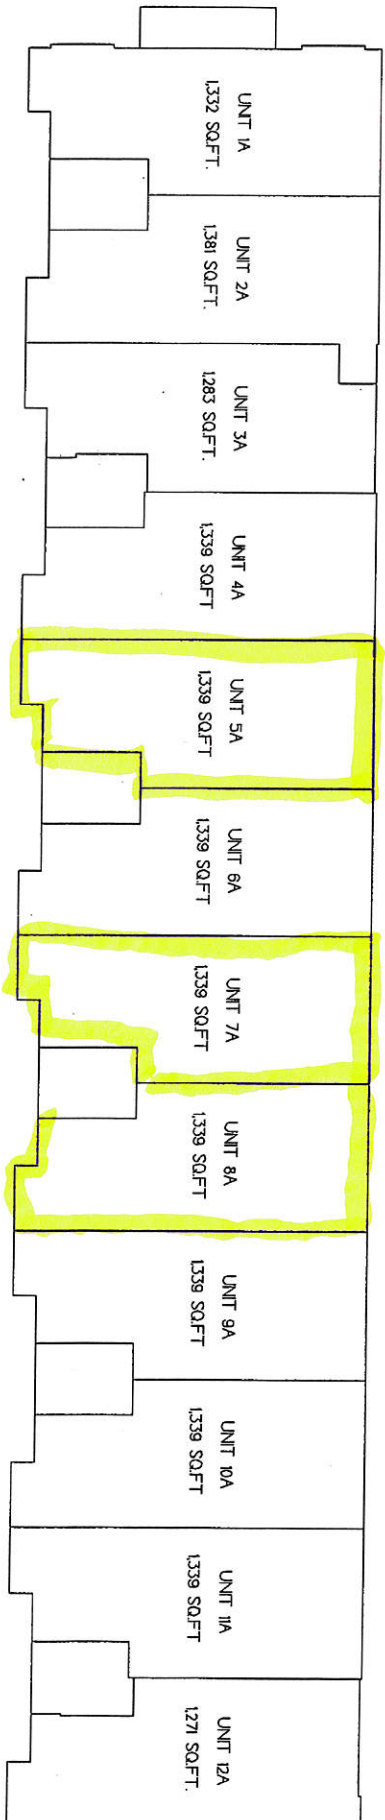 UNIT 1A
1,332 SQ.FT.
UNIT 2A
1,381 SQ.FT.
UNIT 3A
1,283 SQ.FT.
UNIT 4A
1,339 SQ.FT
UNIT 5A
1,339 SQ.FT
UNIT 6A
1,339 SQ.FT
UNIT 7A
1,339 SQ.FT
UNIT 8A
1,339 SQ.FT
UNIT 9A
1,339 SQ.FT
UNIT 10A
1,339 SQ.FT
UNIT 11A
1,339 SQ.FT
UNIT 12A
1,271 SQ.FT.